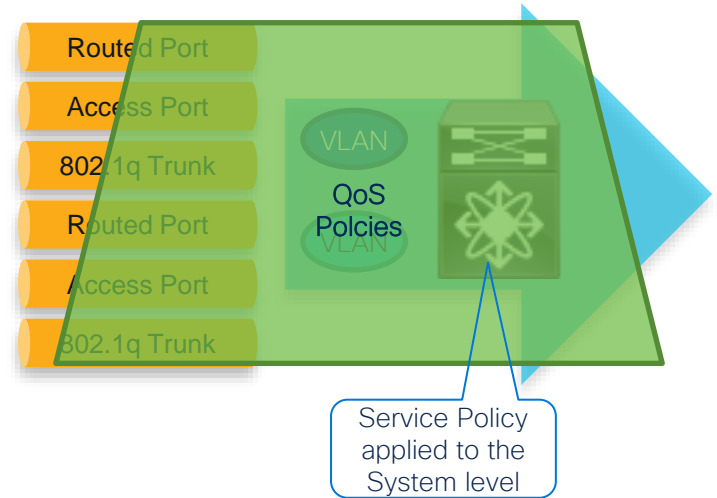 Routed Port
Access Port
802.1q Trunk
Routed Port
Access Port
802.1q Trunk
VLAN
QoS
Polcies
VLAN
Service Policy
applied to the
System level